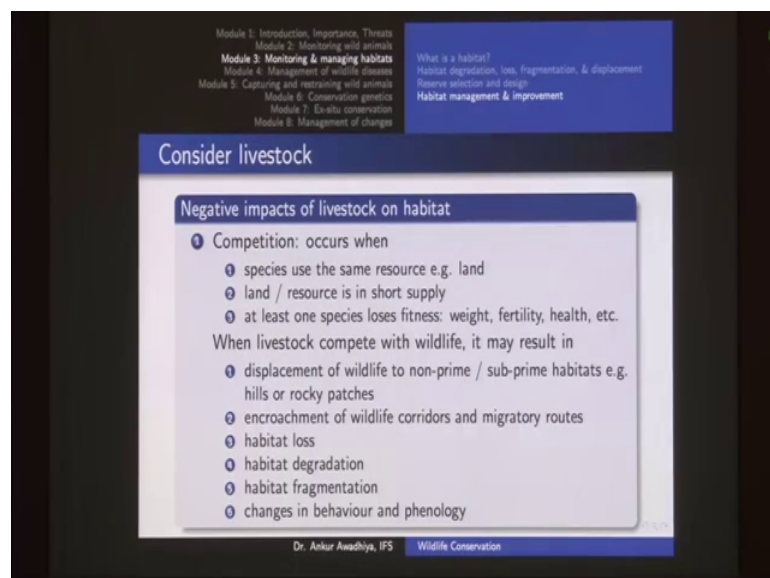 Module 1: Introduction, Importance, Threats
Module 2: Monitoring wild animals
Module 3: Monitoring & managing habitats
Module 4: Management of wildlife diseases
Module 5: Capturing and restraining wild animals
Module 6: Conservation genetics
Module 7: Ex-situ conservation
Module 8: Management of changes
What is a habitat?
Habitat degradation, loss, fragmentation, & displacement
Reserve selection and design
Habitat management & improvement
Consider livestock
Negative impacts of livestock on habitat
1 Competition: occurs when
1 species use the same resource e.g. land
2 land / resource is in short supply
3 at least one species loses fitness: weight, fertility, health, etc.
When livestock compete with wildlife, it may result in
1 displacement of wildlife to non-prime / sub-prime habitats e.g.
hills or rocky patches
2 encroachment of wildlife corridors and migratory routes
3 habitat loss
4 habitat degradation
5 habitat fragmentation
6 changes in behaviour and phenology
Dr. Ankur Awadhiya, IFS
Wildlife Conservation